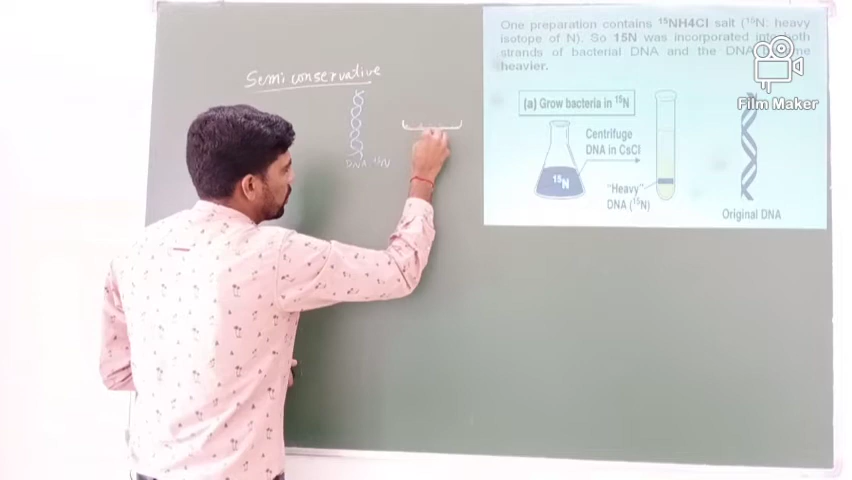 Semi conservative
DNA 15N
One preparation contains ¹⁵NH4Cl salt (¹⁵N: heavy
isotope of N). So 15N was incorporated into both
strands of bacterial DNA and the DNA
heavier.
Film Maker
(a) Grow bacteria in ¹⁵N
Centrifuge
DNA in CsCl
¹⁵N
"Heavy"
DNA (¹⁵N)
Original DNA